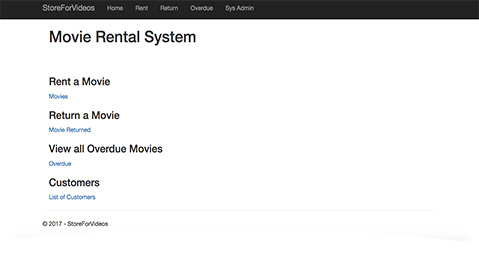 StoreForVideos Home Rent Return Overdue Sys Admin
Movie Rental System
Rent a Movie
Movies
Return a Movie
Movie Returned
View all Overdue Movies
Overdue
Customers
List of Customers
© 2017 - StoreForVideos